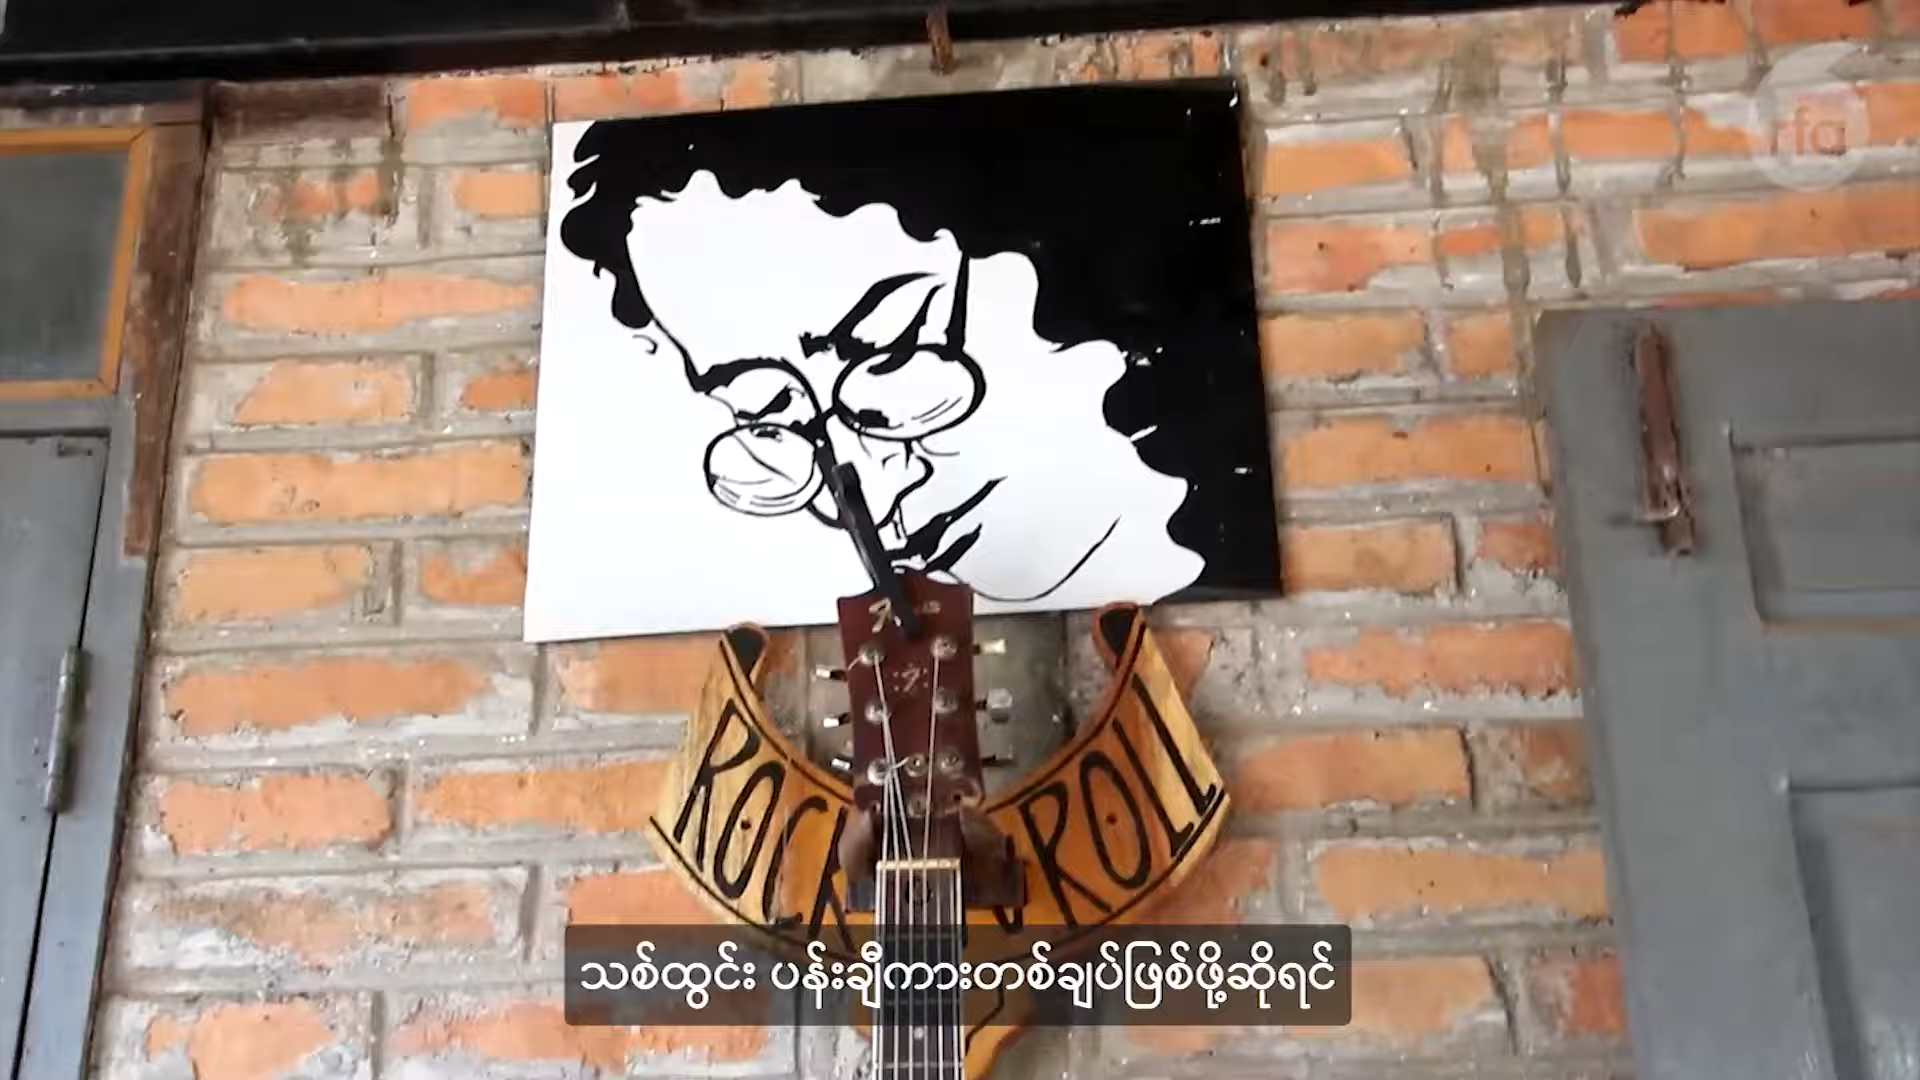 rfa
ROCK & ROLL
သစ်ထွင်း ပန်းချီကားတစ်ချပ်ဖြစ်ဖို့ဆိုရင်